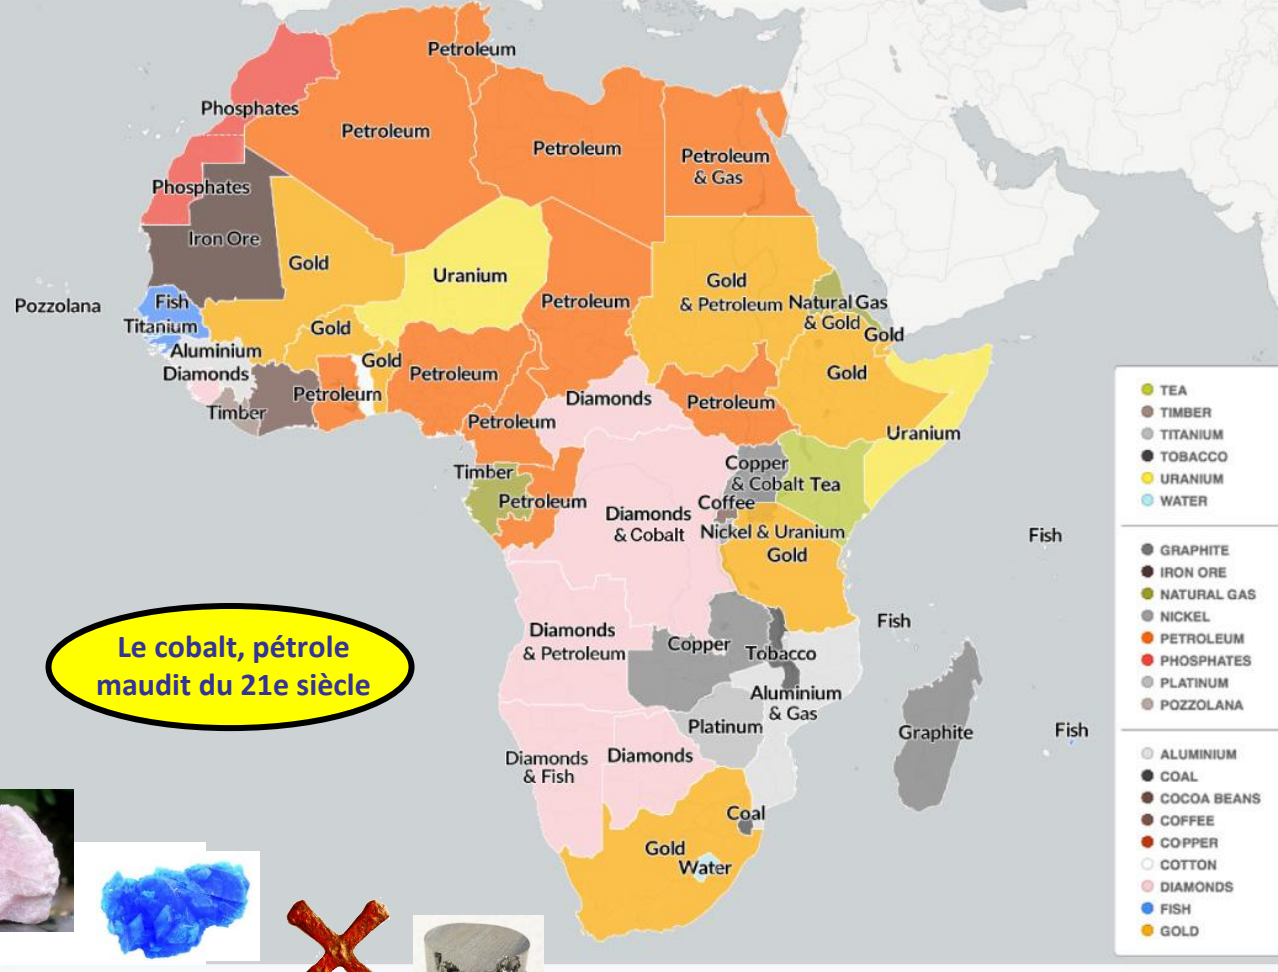 Petroleum
Phosphates
Petroleum
Petroleum
Petroleum
& Gas
Phosphates
Iron Ore
Gold
Uranium
Petroleum
Gold
& Petroleum
Natural Gas
& Gold
Gold
Pozzolana
Fish
Titanium
Gold
Aluminium
Gold
Diamonds
Petroleum
Gold
Petroleum
Timber
Diamonds
Petroleum
Petroleum
Uranium
Timber
Petroleum
Copper
& Cobalt
Tea
Coffee
Diamonds
& Cobalt
Nickel & Uranium
Gold
Fish
Fish
Diamonds
& Petroleum
Copper
Tobacco
Aluminium
& Gas
Platinum
Graphite
Fish
Diamonds
& Fish
Diamonds
Coal
Gold
Water
Le cobalt, pétrole
maudit du 21e siècle
TEA
TIMBER
TITANIUM
TOBACCO
URANIUM
WATER
GRAPHITE
IRON ORE
NATURAL GAS
NICKEL
PETROLEUM
PHOSPHATES
PLATINUM
POZZOLANA
ALUMINIUM
COAL
COCOA BEANS
COFFEE
COPPER
COTTON
DIAMONDS
FISH
GOLD